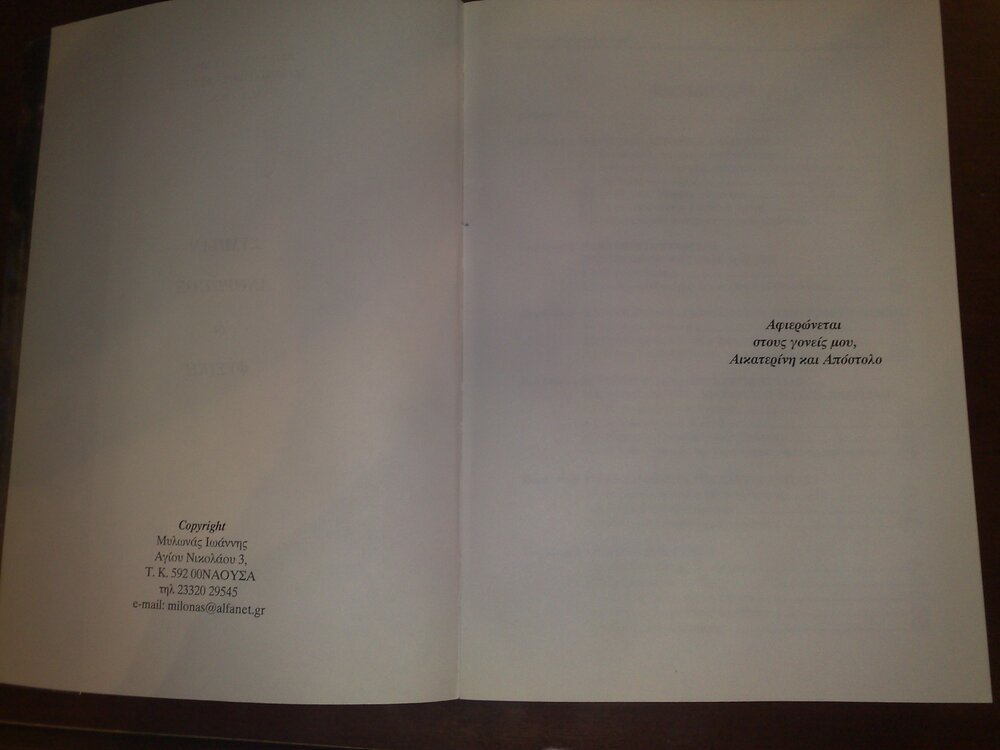 Copyright
Μυλωνάς Ιωάννης
Αγίου Νικολάου 3,
Τ. Κ. 592 00ΝΑΟΥΣΑ
τηλ 23320 29545
e-mail: milonas@alfanet.gr
Αφιερώνεται
στους γονείς μου,
Αικατερίνη και Απόστολο